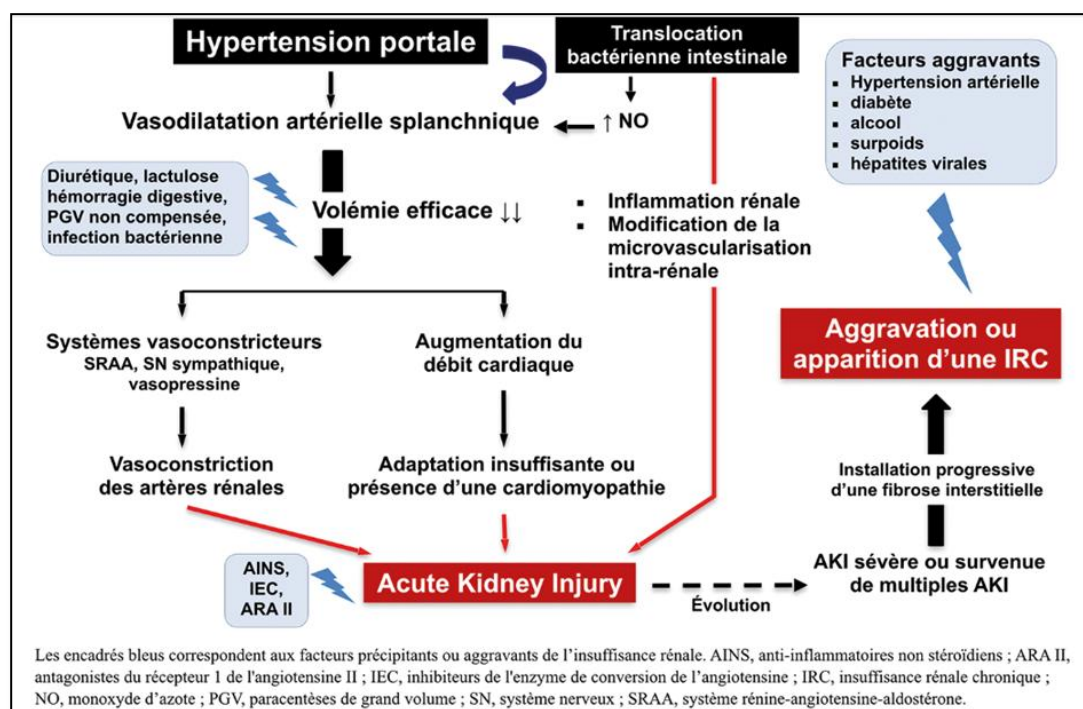 Hypertension portale
Translocation
bactérienne intestinale
Vasodilatation artérielle splanchnique
↑ NO
Diurétique, lactulose
hémorragie digestive,
PGV non compensée,
infection bactérienne
Volémie efficace ↓↓
▪ Inflammation rénale
▪ Modification de la
microvascularisation
intra-rénale
Facteurs aggravants
▪ Hypertension artérielle
▪ diabète
▪ alcool
▪ surpoids
▪ hépatites virales
Systèmes vasoconstricteurs
SRAA, SN sympathique,
vasopressine
Augmentation du
débit cardiaque
Aggravation ou
apparition d’une IRC
Vasoconstriction
des artères rénales
Adaptation insuffisante ou
présence d’une cardiomyopathie
Installation progressive
d’une fibrose interstitielle
AINS,
IEC,
ARA II
Acute Kidney Injury
Évolution
AKI sévère ou survenue
de multiples AKI
Les encadrés bleus correspondent aux facteurs précipitants ou aggravants de l’insuffisance rénale. AINS, anti-inflammatoires non stéroïdiens ; ARA II,
antagonistes du récepteur 1 de l'angiotensine II ; IEC, inhibiteurs de l'enzyme de conversion de l’angiotensine ; IRC, insuffisance rénale chronique ;
NO, monoxyde d’azote ; PGV, paracentèses de grand volume ; SN, système nerveux ; SRAA, système rénine-angiotensine-aldostérone.